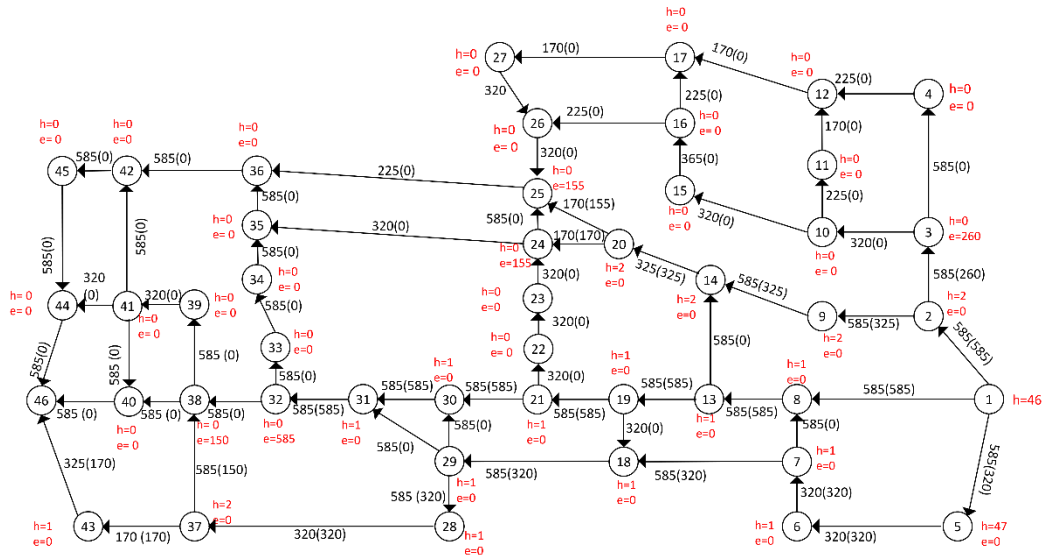 h=0
e= 0
h=0
e= 0
27
170(0)
17
170(0)
h=0
e= 0
12
225(0)
4
h=0
e= 0
320
225(0)
h=0
e= 0
26
225(0)
16
h=0
e= 0
170(0)
h=0
e= 0
h=0
e= 0
h=0
e= 0
320(0)
365(0)
11
h=0
e= 0
585(0)
45
585(0)
42
585(0)
36
225(0)
h=0
e=155
25
15
h=0
e= 0
225(0)
585(0)
h=0
e= 0
35
170(155)
585(0)
320(0)
10
320(0)
3
h=0
e=260
h=0
e= 0
320(0)
24
170(170)
20
h=0
e=155
h=2
e=0
585(0)
585(0)
585(0)
34
h=0
e= 0
320(0)
325(325)
14
585(325)
h=2
e=0
585(260)
h=0
e= 0
44
320
0)
41
320(0)
39
h=0
e= 0
585(0)
h=0
e= 0
23
9
h=2
e=0
585(325)
2
h=2
e=0
h=0
e= 0
33
h=0
e= 0
320(0)
585(0)
585(585)
585(0)
585 (0)
585 (0)
585(0)
h=0
e= 0
22
h=1
e=0
h=1
e=0
h=1
e=0
320(0)
46
585 (0)
40
585 (0)
38
585(0)
32
585(585)
31
585(585)
30
585(585)
21
585(585)
19
585(585)
13
585(585)
8
585(585)
1
h=46
h=0
e= 0
h=0
e=150
h=0
e=585
h=1
e=0
585(0)
585(0)
h=1
e=0
320(0)
h=1
e=0
585(0)
585(320)
325(170)
585(150)
29
h=1
e=0
585(320)
18
h=1
e=0
585(320)
7
h=1
e=0
585 (320)
320(320)
h=1
e=0
43
170 (170)
37
h=2
e=0
320(320)
28
h=1
e=0
h=1
e=0
6
320(320)
5
h=47
e=0